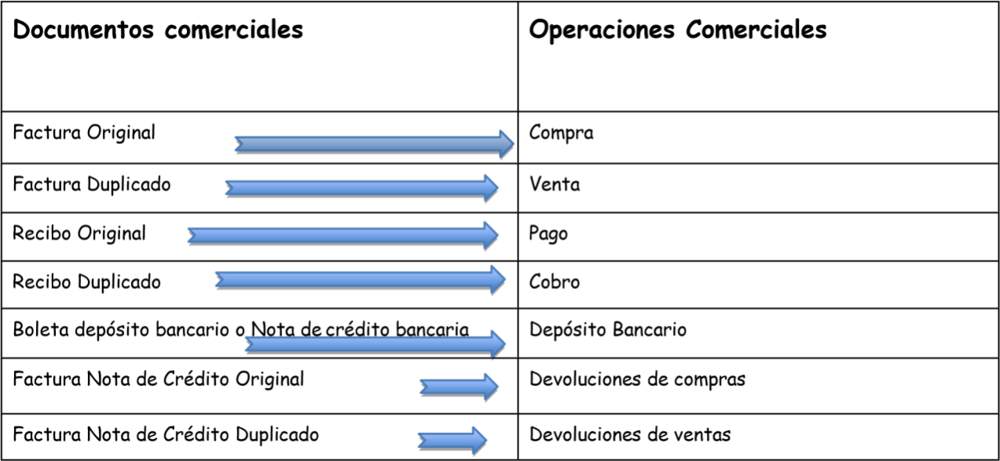 Documentos comerciales
Operaciones Comerciales
Factura Original
Compra
Factura Duplicado
Venta
Recibo Original
Pago
Recibo Duplicado
Cobro
Boleta depósito bancario o Nota de crédito bancaria
Depósito Bancario
Factura Nota de Crédito Original
Devoluciones de compras
Factura Nota de Crédito Duplicado
Devoluciones de ventas